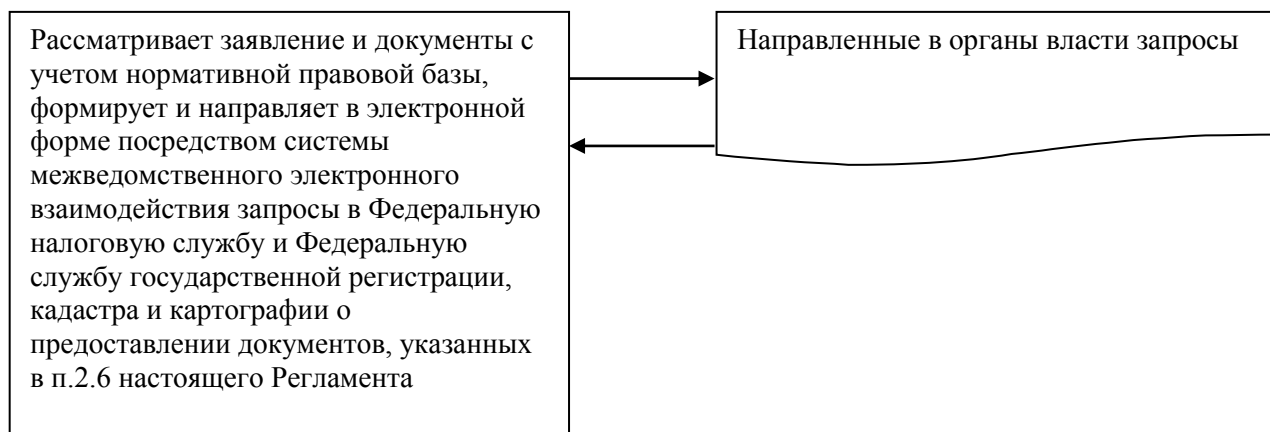 Рассматривает заявление и документы с
учетом нормативной правовой базы,
формирует и направляет в электронной
форме посредством системы
межведомственного электронного
взаимодействия запросы в Федеральную
налоговую службу и Федеральную
службу государственной регистрации,
кадастра и картографии о
предоставлении документов, указанных
в п.2.6 настоящего Регламента
Направленные в органы власти запросы